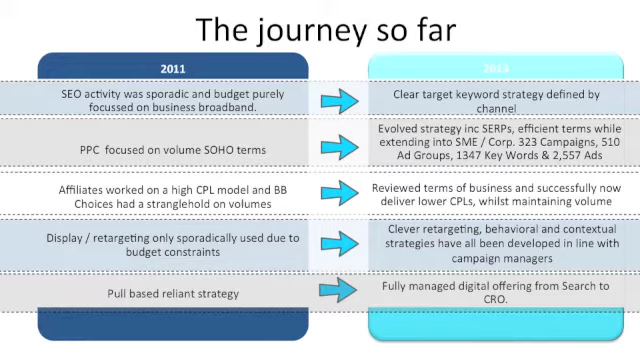 The journey so far
2011
SEO activity was sporadic and budget purely
focussed on business broadband.
Clear target keyword strategy defined by
channel
PPC focused on volume SOHO terms
Evolved strategy inc SERPs, efficient terms while
extending into SME / Corp. 323 Campaigns, 510
Ad Groups, 1347 Key Words & 2,557 Ads
Affiliates worked on a high CPL model and BB
Choices had a stranglehold on volumes
Reviewed terms of business and successfully now
deliver lower CPLs, whilst maintaining volume
Display / retargeting only sporadically used due to
budget constraints
Clever retargeting, behavioral and contextual
strategies have all been developed in line with
campaign managers
Pull based reliant strategy
Fully managed digital offering from Search to
CRO.